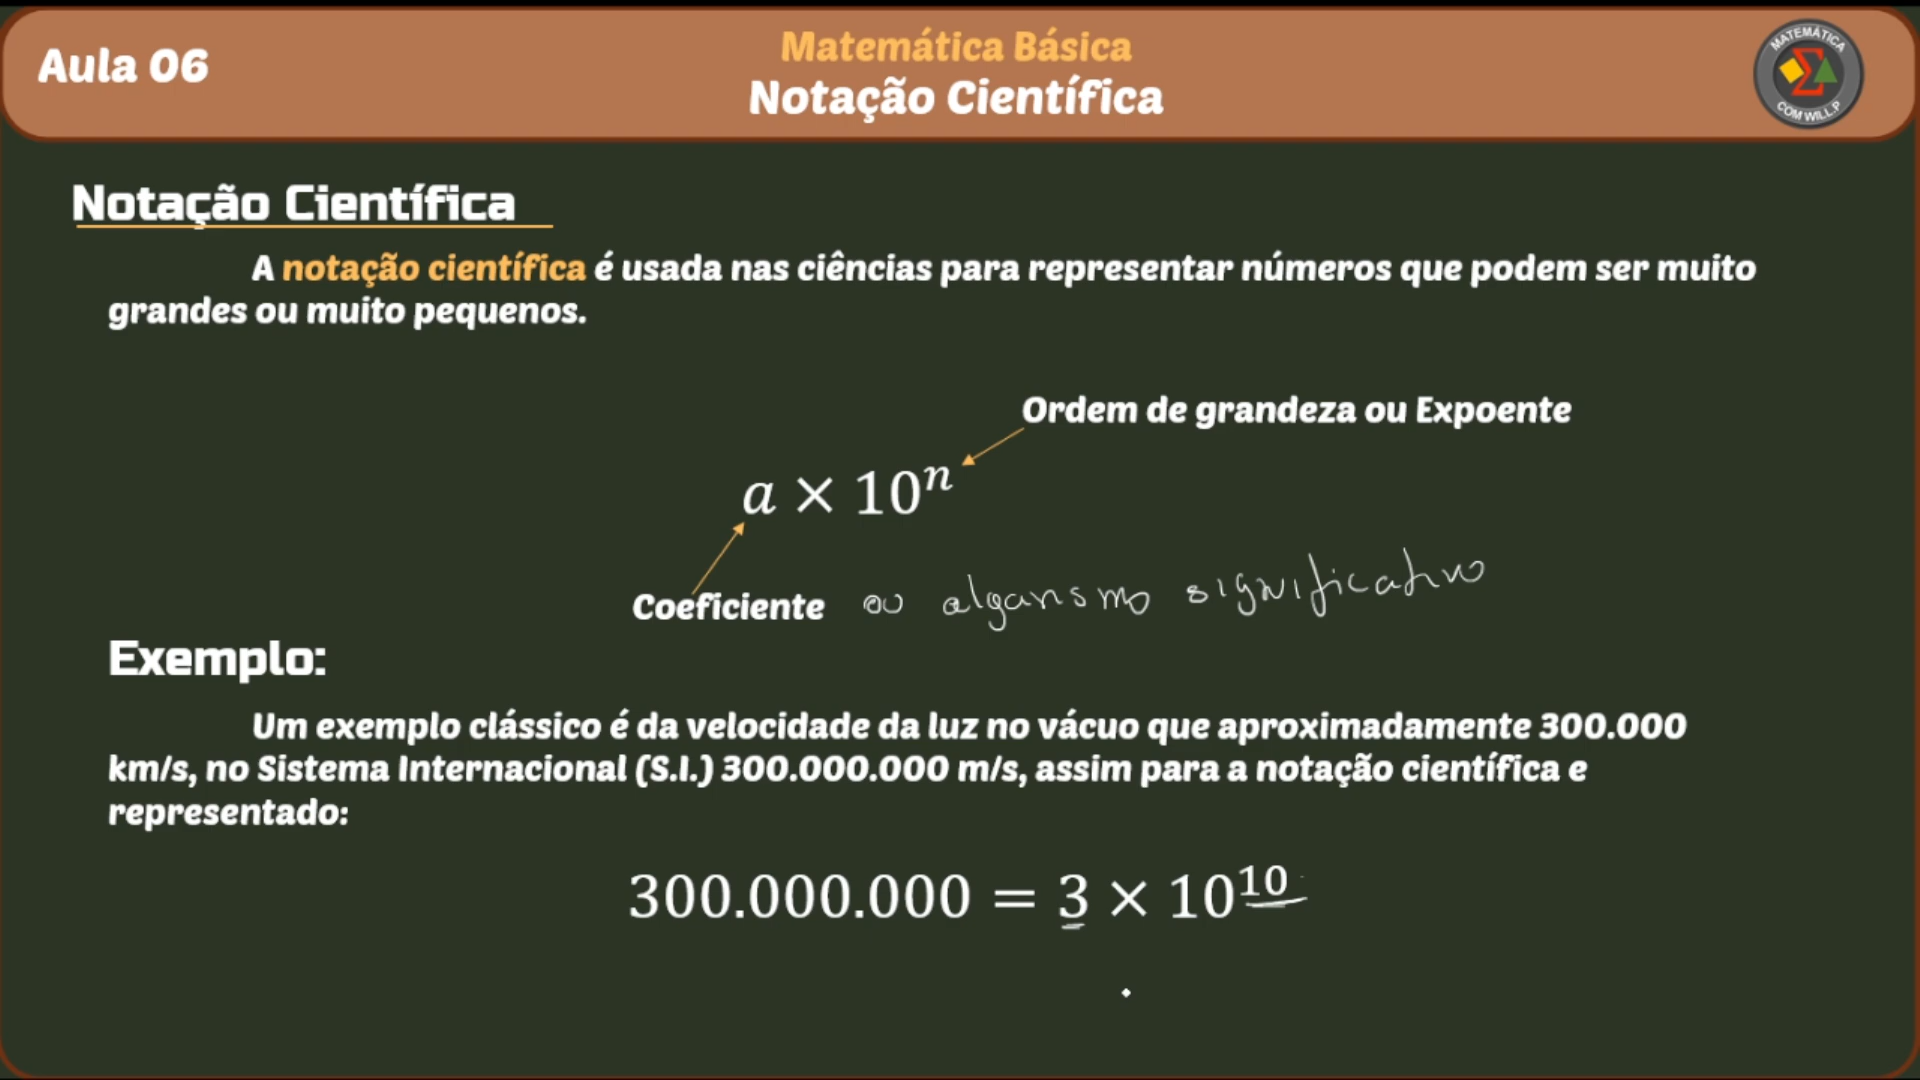 Aula 06
Matemática Básica
Notação Científica
MATEMÁTICA
COM WILL.P
Notação Científica
A notação científica é usada nas ciências para representar números que podem ser muito
grandes ou muito pequenos.
Ordem de grandeza ou Expoente
a × 10ⁿ
Coeficiente ou algarismo significativo
Exemplo:
Um exemplo clássico é da velocidade da luz no vácuo que aproximadamente 300.000
km/s, no Sistema Internacional (S.I.) 300.000.000 m/s, assim para a notação científica e
representado:
300.000.000 = 3 × 10¹⁰